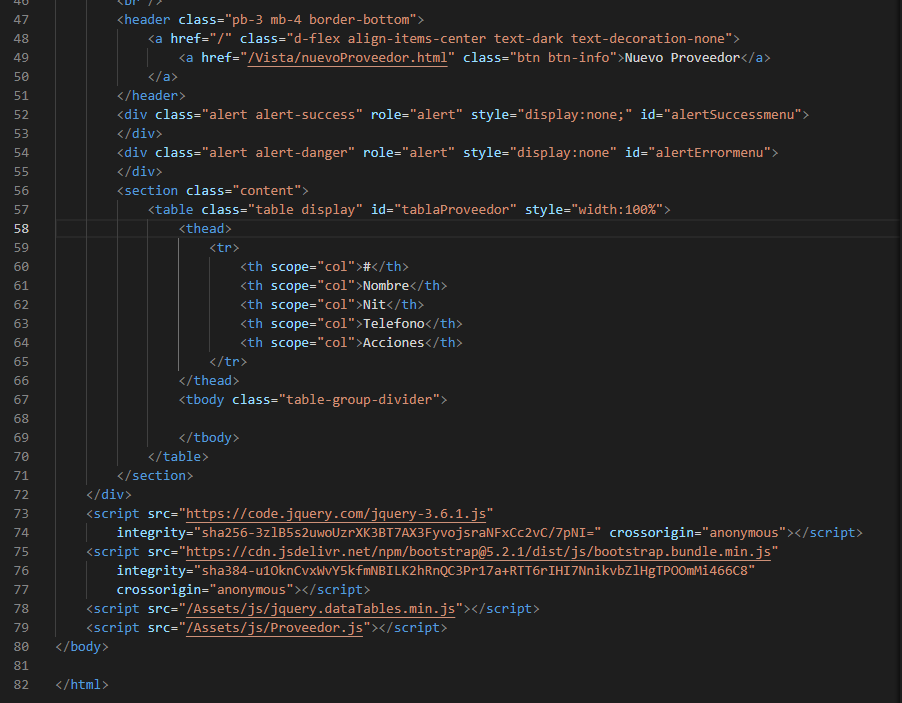 46 <br />
47 <header class="pb-3 mb-4 border-bottom">
48 <a href="/" class="d-flex align-items-center text-dark text-decoration-none">
49 <a href="/Vista/nuevoProveedor.html" class="btn btn-info">Nuevo Proveedor</a>
50 </a>
51 </header>
52 <div class="alert alert-success" role="alert" style="display:none;" id="alertSuccessmenu">
53 </div>
54 <div class="alert alert-danger" role="alert" style="display:none" id="alertErrormenu">
55 </div>
56 <section class="content">
57 <table class="table display" id="tablaProveedor" style="width:100%">
58 <thead>
59 <tr>
60 <th scope="col">#</th>
61 <th scope="col">Nombre</th>
62 <th scope="col">Nit</th>
63 <th scope="col">Telefono</th>
64 <th scope="col">Acciones</th>
65 </tr>
66 </thead>
67 <tbody class="table-group-divider">
68
69 </tbody>
70 </table>
71 </section>
72 </div>
73 <script src="https://code.jquery.com/jquery-3.6.1.js"
74 integrity="sha256-3zlB5s2uwoUzrXK3BT7AX3FyvojsraNFxCc2vC/7pNI=" crossorigin="anonymous"></script>
75 <script src="https://cdn.jsdelivr.net/npm/bootstrap@5.2.1/dist/js/bootstrap.bundle.min.js"
76 integrity="sha384-u1OknCvxWvY5kfmNBILK2hRnQC3Pr17a+RTT6rIHI7NnikvbZlHgTPOOmMi466C8"
77 crossorigin="anonymous"></script>
78 <script src="/Assets/js/jquery.dataTables.min.js"></script>
79 <script src="/Assets/js/Proveedor.js"></script>
80 </body>
81
82 </html>